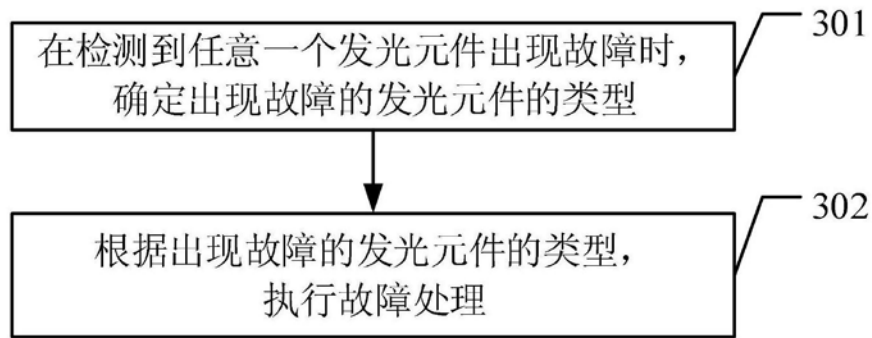 在检测到任意一个发光元件出现故障时，
确定出现故障的发光元件的类型
301
根据出现故障的发光元件的类型，
执行故障处理
302